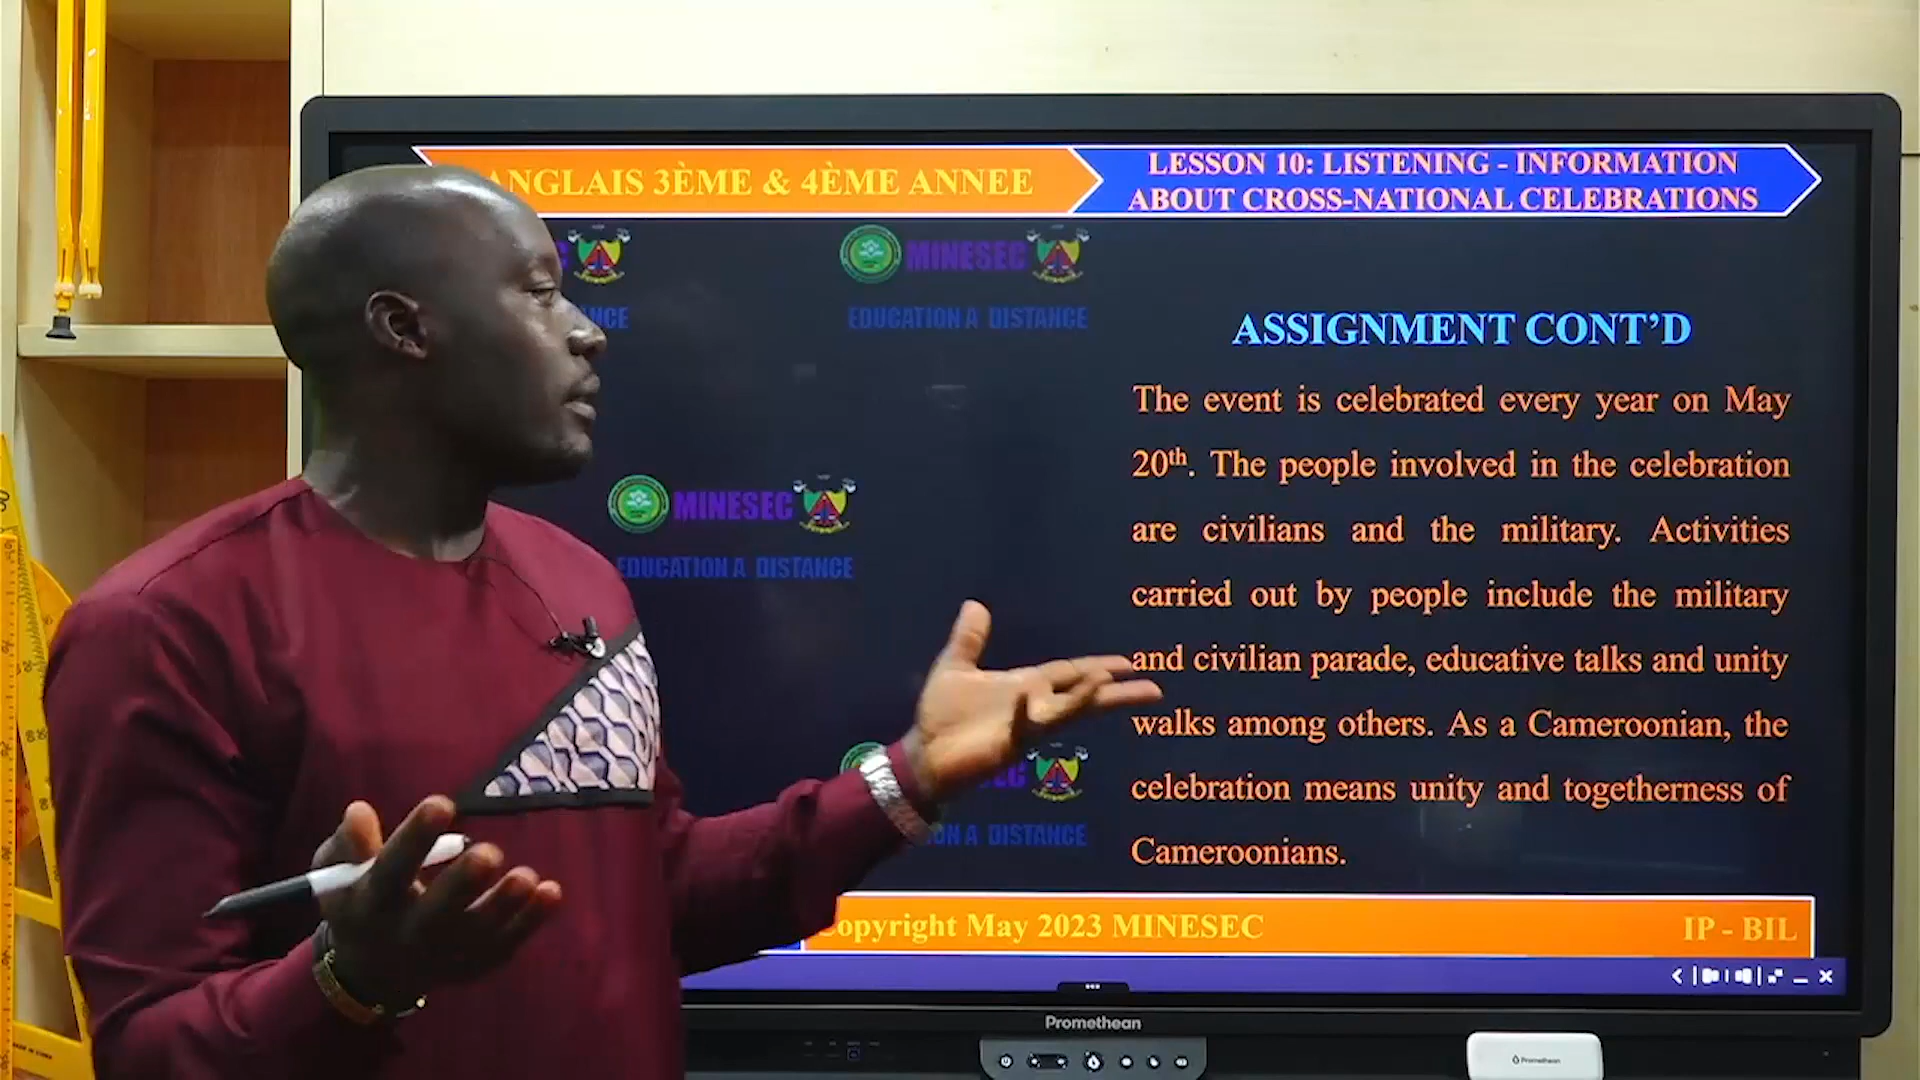 ANGLAIS 3ÈME & 4ÈME ANNEE
LESSON 10: LISTENING - INFORMATION
ABOUT CROSS-NATIONAL CELEBRATIONS
MINESEC
EDUCATION A DISTANCE
ASSIGNMENT CONT'D
The event is celebrated every year on May
20th. The people involved in the celebration
are civilians and the military. Activities
carried out by people include the military
and civilian parade, educative talks and unity
walks among others. As a Cameroonian, the
celebration means unity and togetherness of
Cameroonians.
MINESEC
EDUCATION A DISTANCE
DISTANCE
Copyright May 2023 MINESEC
IP - BIL
Promethean
Promethean